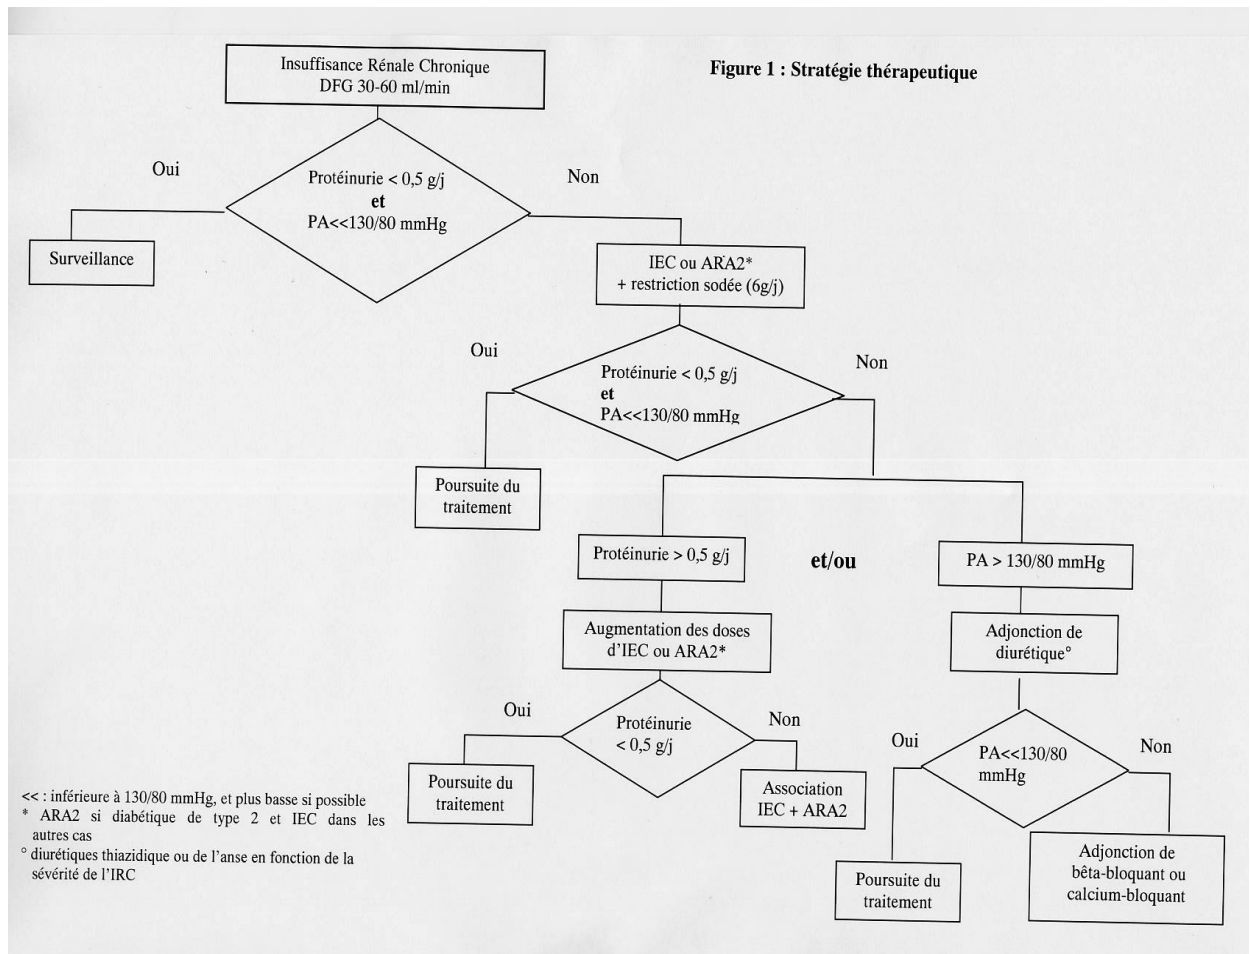 Insuffisance Rénale Chronique
DFG 30-60 ml/min
Figure 1 : Stratégie thérapeutique
Oui
Protéinurie < 0,5 g/j
et
PA<<130/80 mmHg
Non
Surveillance
IEC ou ARA2*
+ restriction sodée (6g/j)
Oui
Protéinurie < 0,5 g/j
et
PA<<130/80 mmHg
Non
Poursuite du
traitement
Protéinurie > 0,5 g/j
et/ou
PA > 130/80 mmHg
Augmentation des doses
d'IEC ou ARA2*
Adjonction de
diurétique°
Oui
Protéinurie
< 0,5 g/j
Non
Oui
PA<<130/80
mmHg
Non
Poursuite du
traitement
Association
IEC + ARA2
Poursuite du
traitement
Adjonction de
bêta-bloquant ou
calcium-bloquant
<< : inférieure à 130/80 mmHg, et plus basse si possible
* ARA2 si diabétique de type 2 et IEC dans les
autres cas
° diurétiques thiazidique ou de l'anse en fonction de la
sévérité de l'IRC